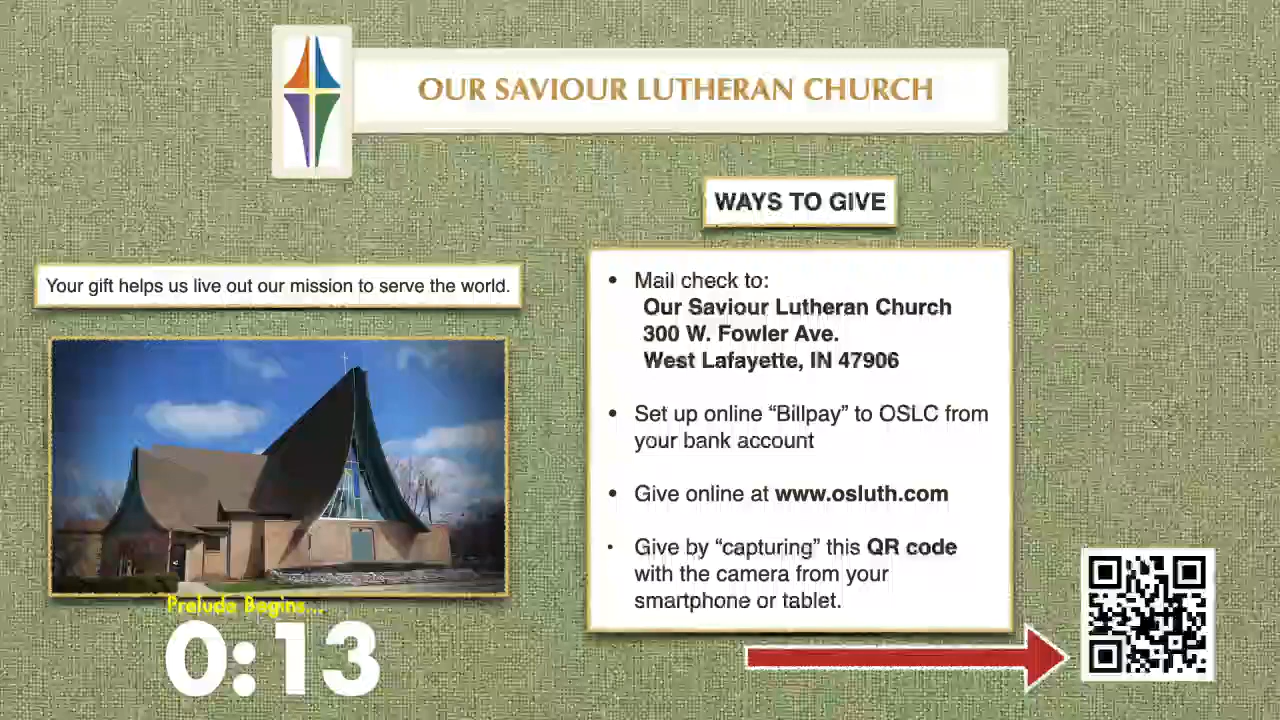 OUR SAVIOUR LUTHERAN CHURCH
WAYS TO GIVE
Your gift helps us live out our mission to serve the world.
• Mail check to:
Our Saviour Lutheran Church
300 W. Fowler Ave.
West Lafayette, IN 47906
• Set up online “Billpay” to OSLC from
your bank account
• Give online at www.osluth.com
• Give by “capturing” this QR code
with the camera from your
smartphone or tablet.
Prelude Begins...
0:13